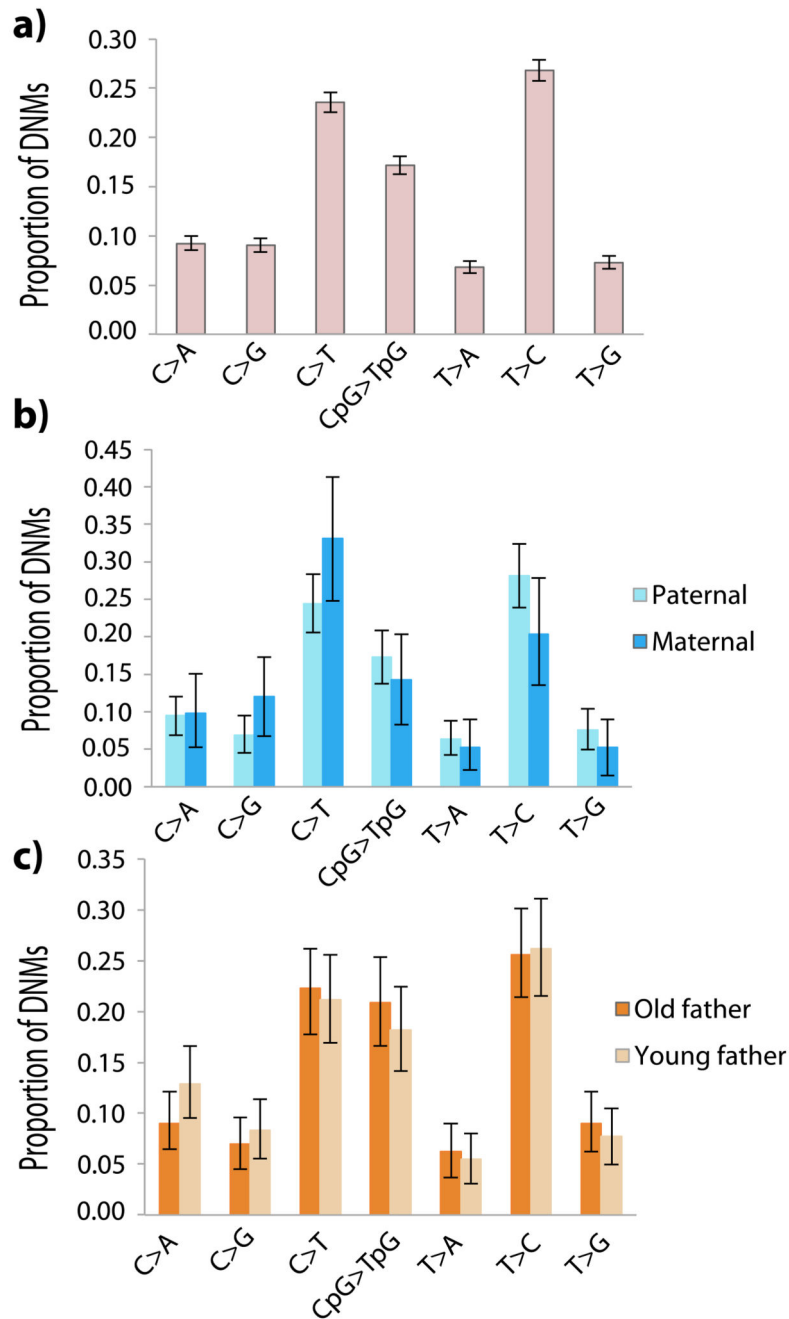 a)
Proportion of DNMs
0.30
0.25
0.20
0.15
0.10
0.05
0.00
C>A
C>G
C>T
CpG>TpG
T>A
T>C
T>G
b)
Proportion of DNMs
0.45
0.40
0.35
0.30
0.25
0.20
0.15
0.10
0.05
0.00
C>A
C>G
C>T
CpG>TpG
T>A
T>C
T>G
Paternal
Maternal
c)
Proportion of DNMs
0.35
0.30
0.25
0.20
0.15
0.10
0.05
0.00
C>A
C>G
C>T
CpG>TpG
T>A
T>C
T>G
Old father
Young father